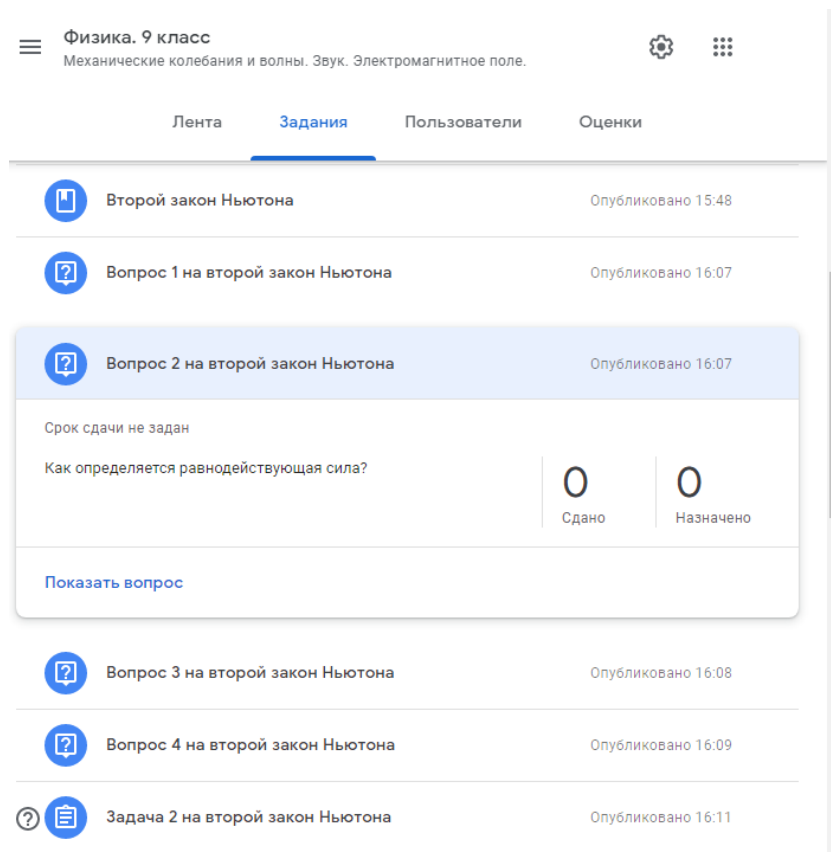 Физика. 9 класс
Механические колебания и волны. Звук. Электромагнитное поле.
Лента Задания Пользователи Оценки
Второй закон Ньютона Опубликовано 15:48
Вопрос 1 на второй закон Ньютона Опубликовано 16:07
Вопрос 2 на второй закон Ньютона Опубликовано 16:07
Срок сдачи не задан
Как определяется равнодействующая сила?
0 0
Сдано Назначено
Показать вопрос
Вопрос 3 на второй закон Ньютона Опубликовано 16:08
Вопрос 4 на второй закон Ньютона Опубликовано 16:09
Задача 2 на второй закон Ньютона Опубликовано 16:11